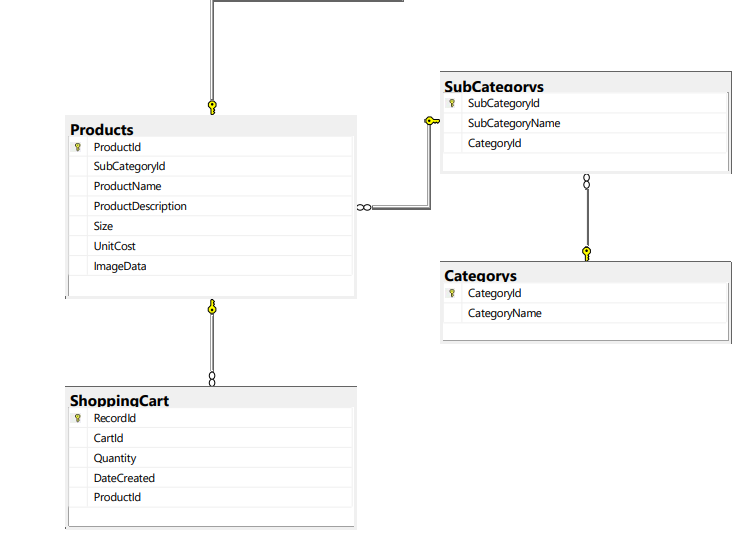 Products
ProductId
SubCategoryId
ProductName
ProductDescription
Size
UnitCost
ImageData
SubCategorys
SubCategoryId
SubCategoryName
CategoryId
Categorys
CategoryId
CategoryName
ShoppingCart
RecordId
CartId
Quantity
DateCreated
ProductId